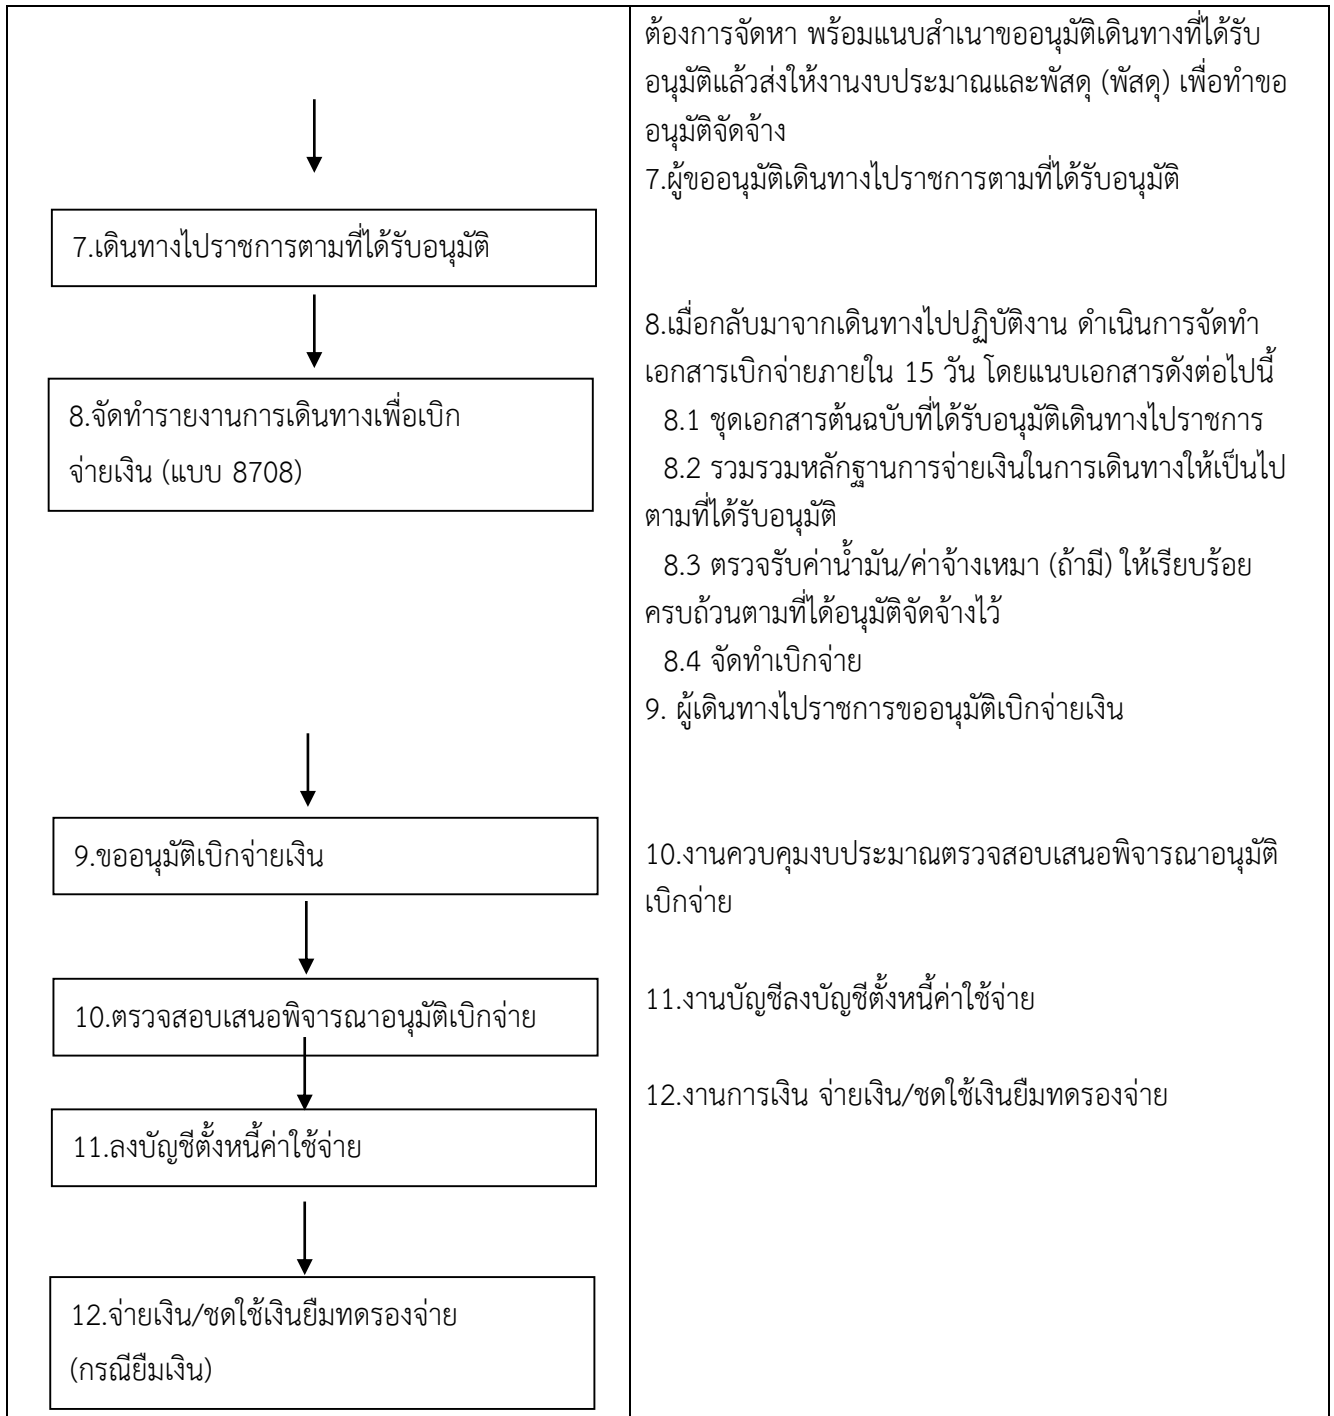 ต้องการจัดหา พร้อมแนบสำเนาขออนุมัติเดินทางที่ได้รับ
อนุมัติแล้วส่งให้งานงบประมาณและพัสดุ (พัสดุ) เพื่อทำขอ
อนุมัติจัดจ้าง
7.ผู้ขออนุมัติเดินทางไปราชการตามที่ได้รับอนุมัติ
7.เดินทางไปราชการตามที่ได้รับอนุมัติ
8.เมื่อกลับมาจากเดินทางไปปฏิบัติงาน ดำเนินการจัดทำ
เอกสารเบิกจ่ายภายใน 15 วัน โดยแนบเอกสารดังต่อไปนี้
8.1 ชุดเอกสารต้นฉบับที่ได้รับอนุมัติเดินทางไปราชการ
8.2 รวมรวมหลักฐานการจ่ายเงินในการเดินทางให้เป็นไป
ตามที่ได้รับอนุมัติ
8.3 ตรวจรับค่าน้ำมัน/ค่าจ้างเหมา (ถ้ามี) ให้เรียบร้อย
ครบถ้วนตามที่ได้อนุมัติจัดจ้างไว้
8.4 จัดทำเบิกจ่าย
8.จัดทำรายงานการเดินทางเพื่อเบิก
จ่ายเงิน (แบบ 8708)
9. ผู้เดินทางไปราชการขออนุมัติเบิกจ่ายเงิน
9.ขออนุมัติเบิกจ่ายเงิน
10.งานควบคุมงบประมาณตรวจสอบเสนอพิจารณาอนุมัติ
เบิกจ่าย
10.ตรวจสอบเสนอพิจารณาอนุมัติเบิกจ่าย
11.งานบัญชีลงบัญชีตั้งหนี้ค่าใช้จ่าย
11.ลงบัญชีตั้งหนี้ค่าใช้จ่าย
12.งานการเงิน จ่ายเงิน/ชดใช้เงินยืมทดรองจ่าย
12.จ่ายเงิน/ชดใช้เงินยืมทดรองจ่าย
(กรณียืมเงิน)